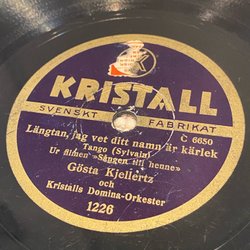 KRISTALL
SVENSKT FABRIKAT
C 6650
Längtan, jag vet ditt namn är kärlek
Tango (Sylvain)
Ur filmen »Sången till henne»
Gösta Kjellertz
och
Kristalls Domina-Orkester
1226